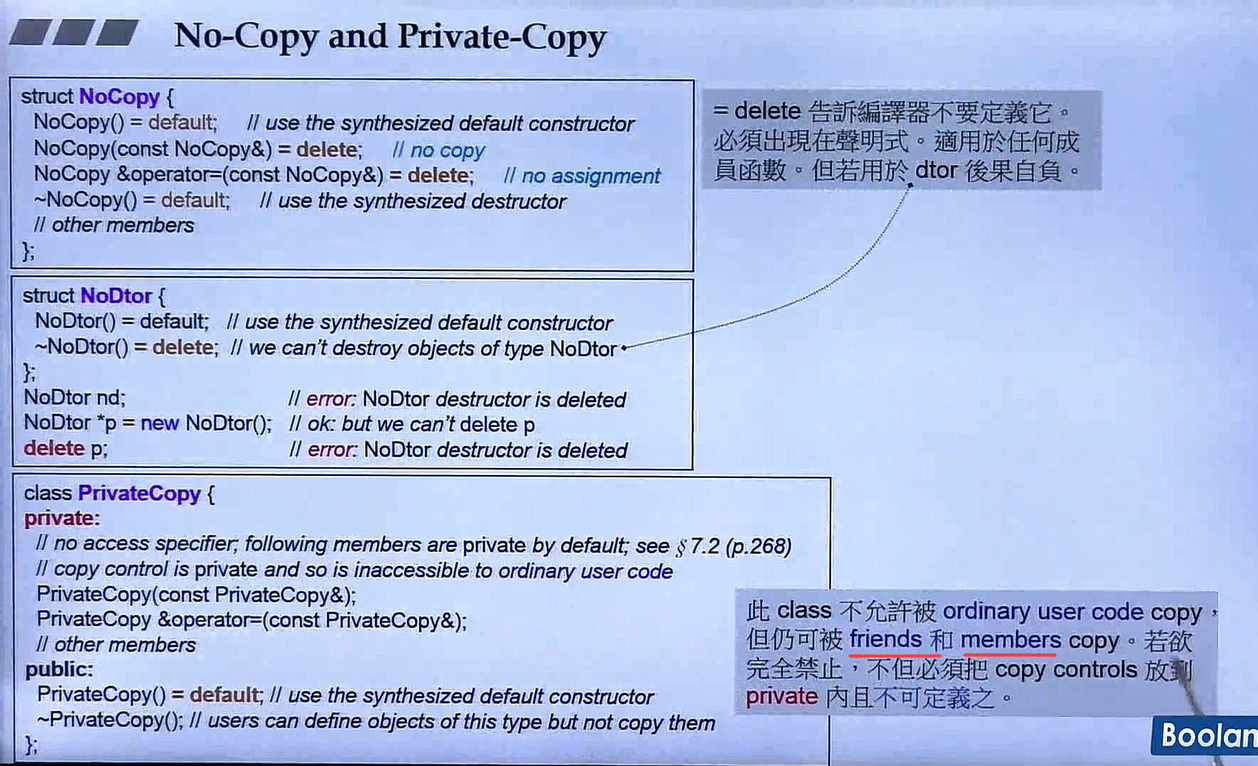 No-Copy and Private-Copy
struct NoCopy {
NoCopy() = default; // use the synthesized default constructor
NoCopy(const NoCopy&) = delete; // no copy
NoCopy &operator=(const NoCopy&) = delete; // no assignment
~NoCopy() = default; // use the synthesized destructor
// other members
};
= delete 告訴編譯器不要定義它。
必須出現在聲明式。適用於任何成
員函數。但若用於 dtor 後果自負。
struct NoDtor {
NoDtor() = default; // use the synthesized default constructor
~NoDtor() = delete; // we can't destroy objects of type NoDtor
};
NoDtor nd; // error: NoDtor destructor is deleted
NoDtor *p = new NoDtor(); // ok: but we can't delete p
delete p; // error: NoDtor destructor is deleted
class PrivateCopy {
private:
// no access specifier; following members are private by default; see §7.2 (p.268)
// copy control is private and so is inaccessible to ordinary user code
PrivateCopy(const PrivateCopy&);
PrivateCopy &operator=(const PrivateCopy&);
// other members
public:
PrivateCopy() = default; // use the synthesized default constructor
~PrivateCopy(); // users can define objects of this type but not copy them
};
此 class 不允許被 ordinary user code copy，
但仍可被 friends 和 members copy。若欲
完全禁止，不但必須把 copy controls 放到
private 內且不可定義之。
Boolan